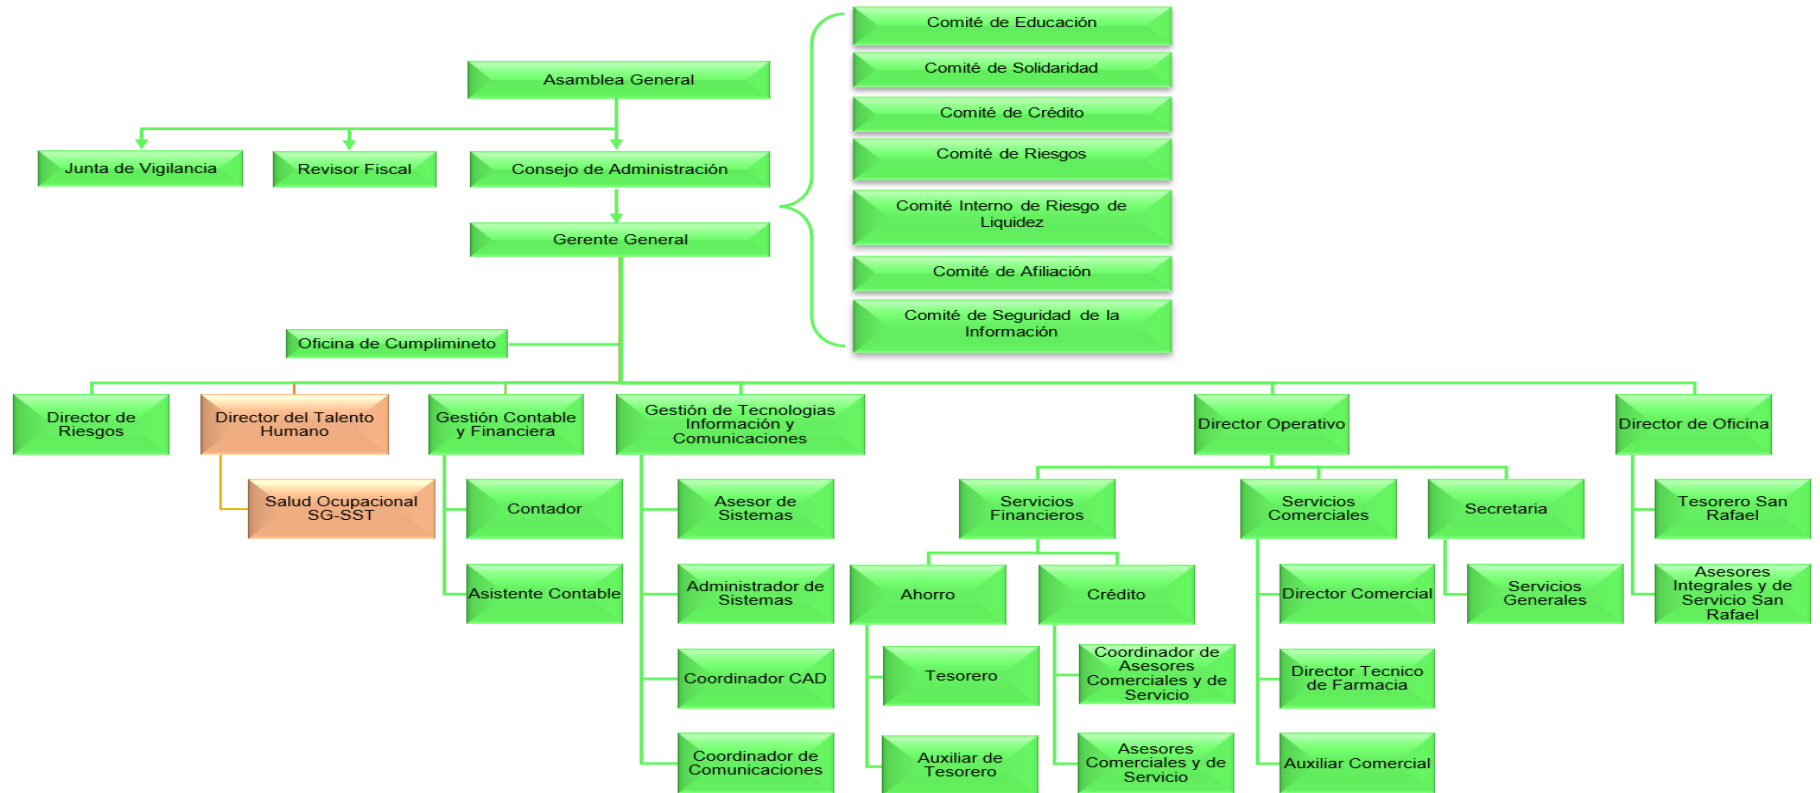 Comité de Educación
Comité de Solidaridad
Asamblea General
Comité de Crédito
Comité de Riesgos
Junta de Vigilancia
Revisor Fiscal
Consejo de Administración
Comité Interno de Riesgo de
Liquidez
Gerente General
Comité de Afiliación
Comité de Seguridad de la
Información
Oficina de Cumplimineto
Director de
Riesgos
Director del Talento
Humano
Gestión Contable
y Financiera
Gestión de Tecnologias
Información y
Comunicaciones
Director Operativo
Director de Oficina
Salud Ocupacional
SG-SST
Contador
Asesor de
Sistemas
Servicios
Financieros
Servicios
Comerciales
Secretaria
Tesorero San
Rafael
Asistente Contable
Administrador de
Sistemas
Ahorro
Crédito
Director Comercial
Servicios
Generales
Asesores
Integrales y de
Servicio San
Rafael
Coordinador CAD
Tesorero
Coordinador de
Asesores
Comerciales y de
Servicio
Director Tecnico
de Farmacia
Coordinador de
Comunicaciones
Auxiliar de
Tesorero
Asesores
Comerciales y de
Servicio
Auxiliar Comercial